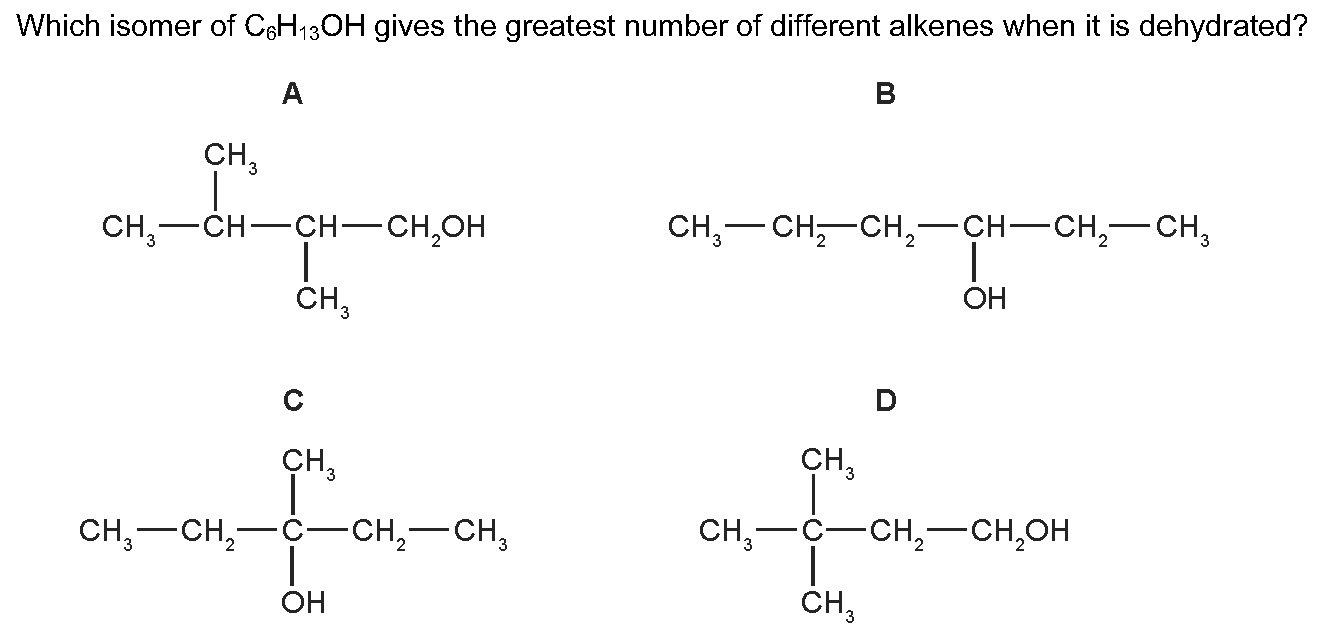 Which isomer of C₆H₁₃OH gives the greatest number of different alkenes when it is dehydrated?
A
B
CH₃
CH₃—CH—CH—CH₂OH
CH₃
CH₃—CH₂—CH₂—CH—CH₂—CH₃
OH
C
D
CH₃
CH₃—CH₂—C—CH₂—CH₃
OH
CH₃
CH₃—C—CH₂—CH₂OH
CH₃